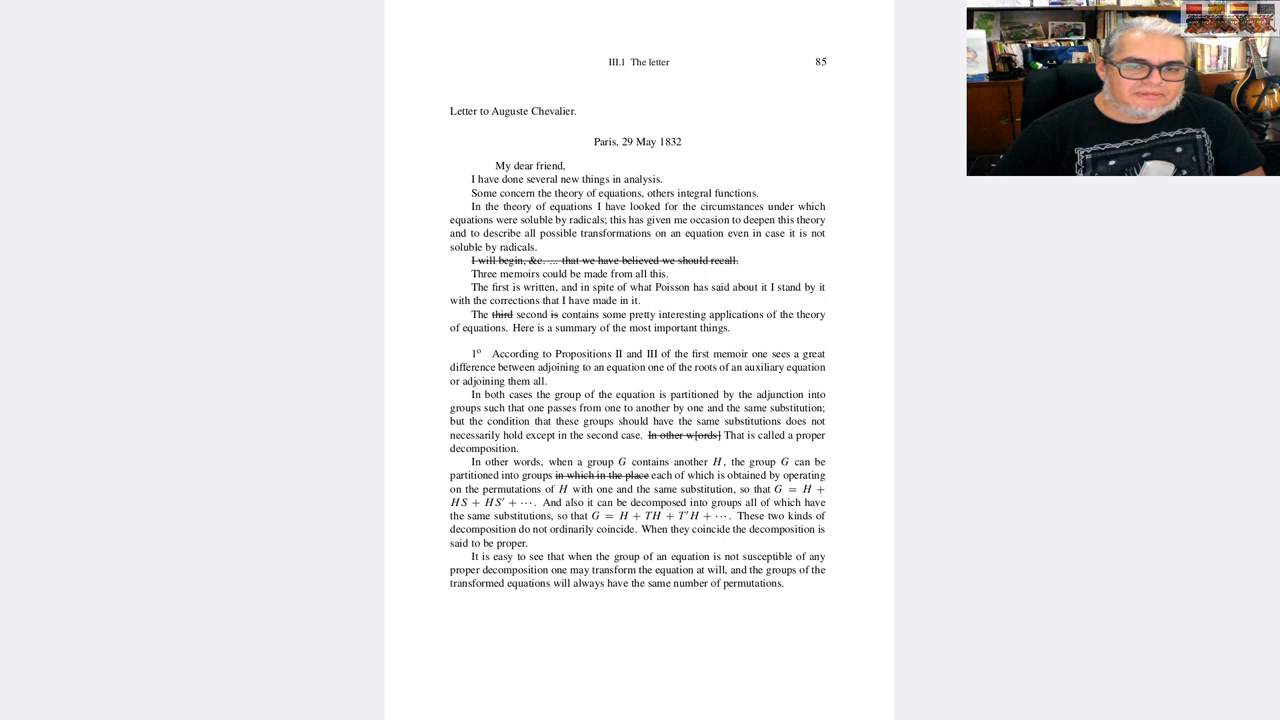 III.1 The letter 85
Letter to Auguste Chevalier.
Paris, 29 May 1832
My dear friend,
I have done several new things in analysis.
Some concern the theory of equations, others integral functions.
In the theory of equations I have looked for the circumstances under which
equations were soluble by radicals; this has given me occasion to deepen this theory
and to describe all possible transformations on an equation even in case it is not
soluble by radicals.
I will begin, &c. ... that we have believed we should recall.
Three memoirs could be made from all this.
The first is written, and in spite of what Poisson has said about it I stand by it
with the corrections that I have made in it.
The third second is contains some pretty interesting applications of the theory
of equations. Here is a summary of the most important things.
1º According to Propositions II and III of the first memoir one sees a great
difference between adjoining to an equation one of the roots of an auxiliary equation
or adjoining them all.
In both cases the group of the equation is partitioned by the adjunction into
groups such that one passes from one to another by one and the same substitution;
but the condition that these groups should have the same substitutions does not
necessarily hold except in the second case. In other w[ords] That is called a proper
decomposition.
In other words, when a group G contains another H, the group G can be
partitioned into groups in which in the place each of which is obtained by operating
on the permutations of H with one and the same substitution, so that G = H +
HS + HS′ + ···. And also it can be decomposed into groups all of which have
the same substitutions, so that G = H + TH + T′H + ···. These two kinds of
decomposition do not ordinarily coincide. When they coincide the decomposition is
said to be proper.
It is easy to see that when the group of an equation is not susceptible of any
proper decomposition one may transform the equation at will, and the groups of the
transformed equations will always have the same number of permutations.